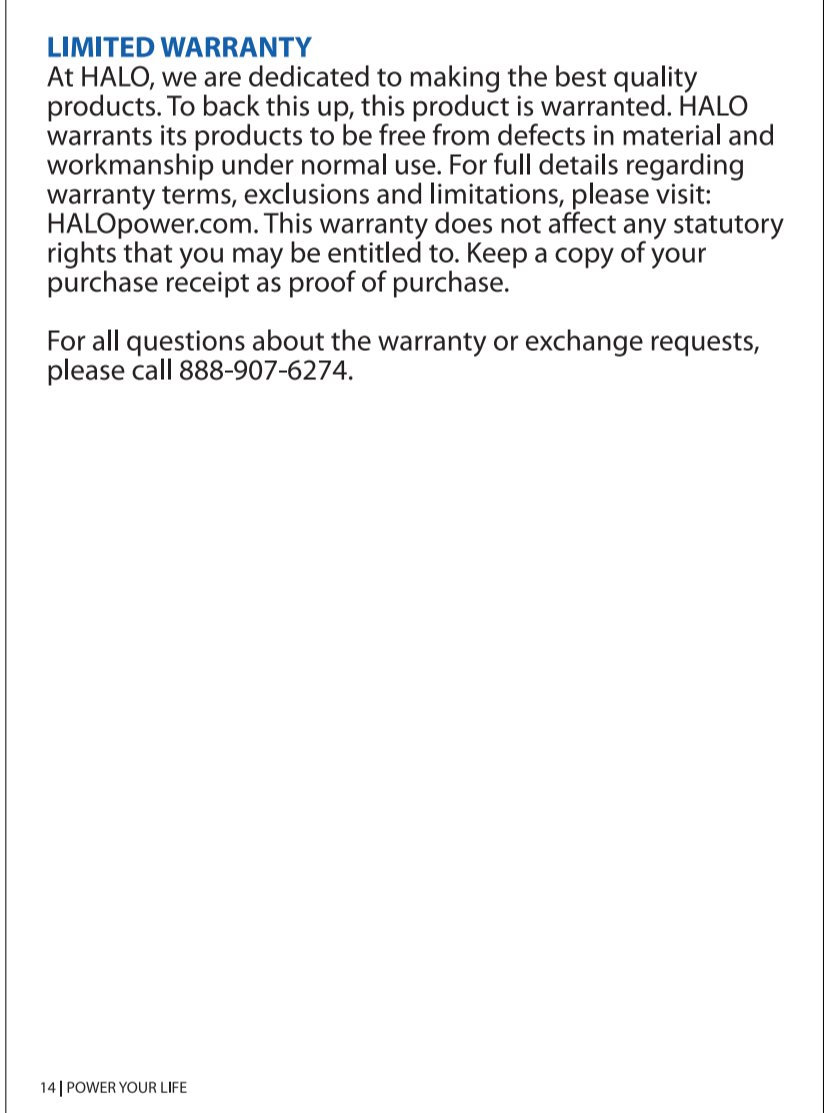 LIMITED WARRANTY
At HALO, we are dedicated to making the best quality
products. To back this up, this product is warranted. HALO
warrants its products to be free from defects in material and
workmanship under normal use. For full details regarding
warranty terms, exclusions and limitations, please visit:
HALOpower.com. This warranty does not affect any statutory
rights that you may be entitled to. Keep a copy of your
purchase receipt as proof of purchase.
For all questions about the warranty or exchange requests,
please call 888-907-6274.
14 | POWER YOUR LIFE